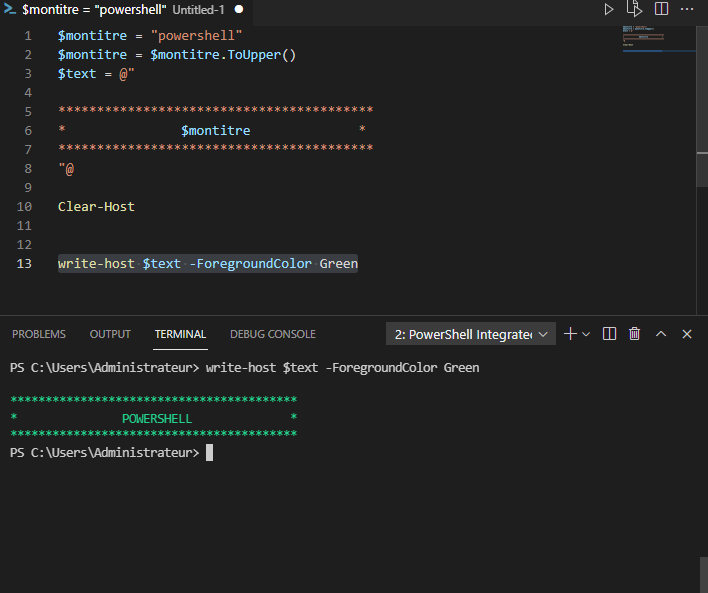 $montitre = "powershell" Untitled-1
1 $montitre = "powershell"
2 $montitre = $montitre.ToUpper()
3 $text = @"
4
5 *****************************************
6 * $montitre *
7 *****************************************
8 "@
9
10 Clear-Host
11
12
13 write-host $text -ForegroundColor Green
PROBLEMS OUTPUT TERMINAL DEBUG CONSOLE 2: PowerShell Integrated
PS C:\Users\Administrateur> write-host $text -ForegroundColor Green
*****************************************
* POWERSHELL *
*****************************************
PS C:\Users\Administrateur>